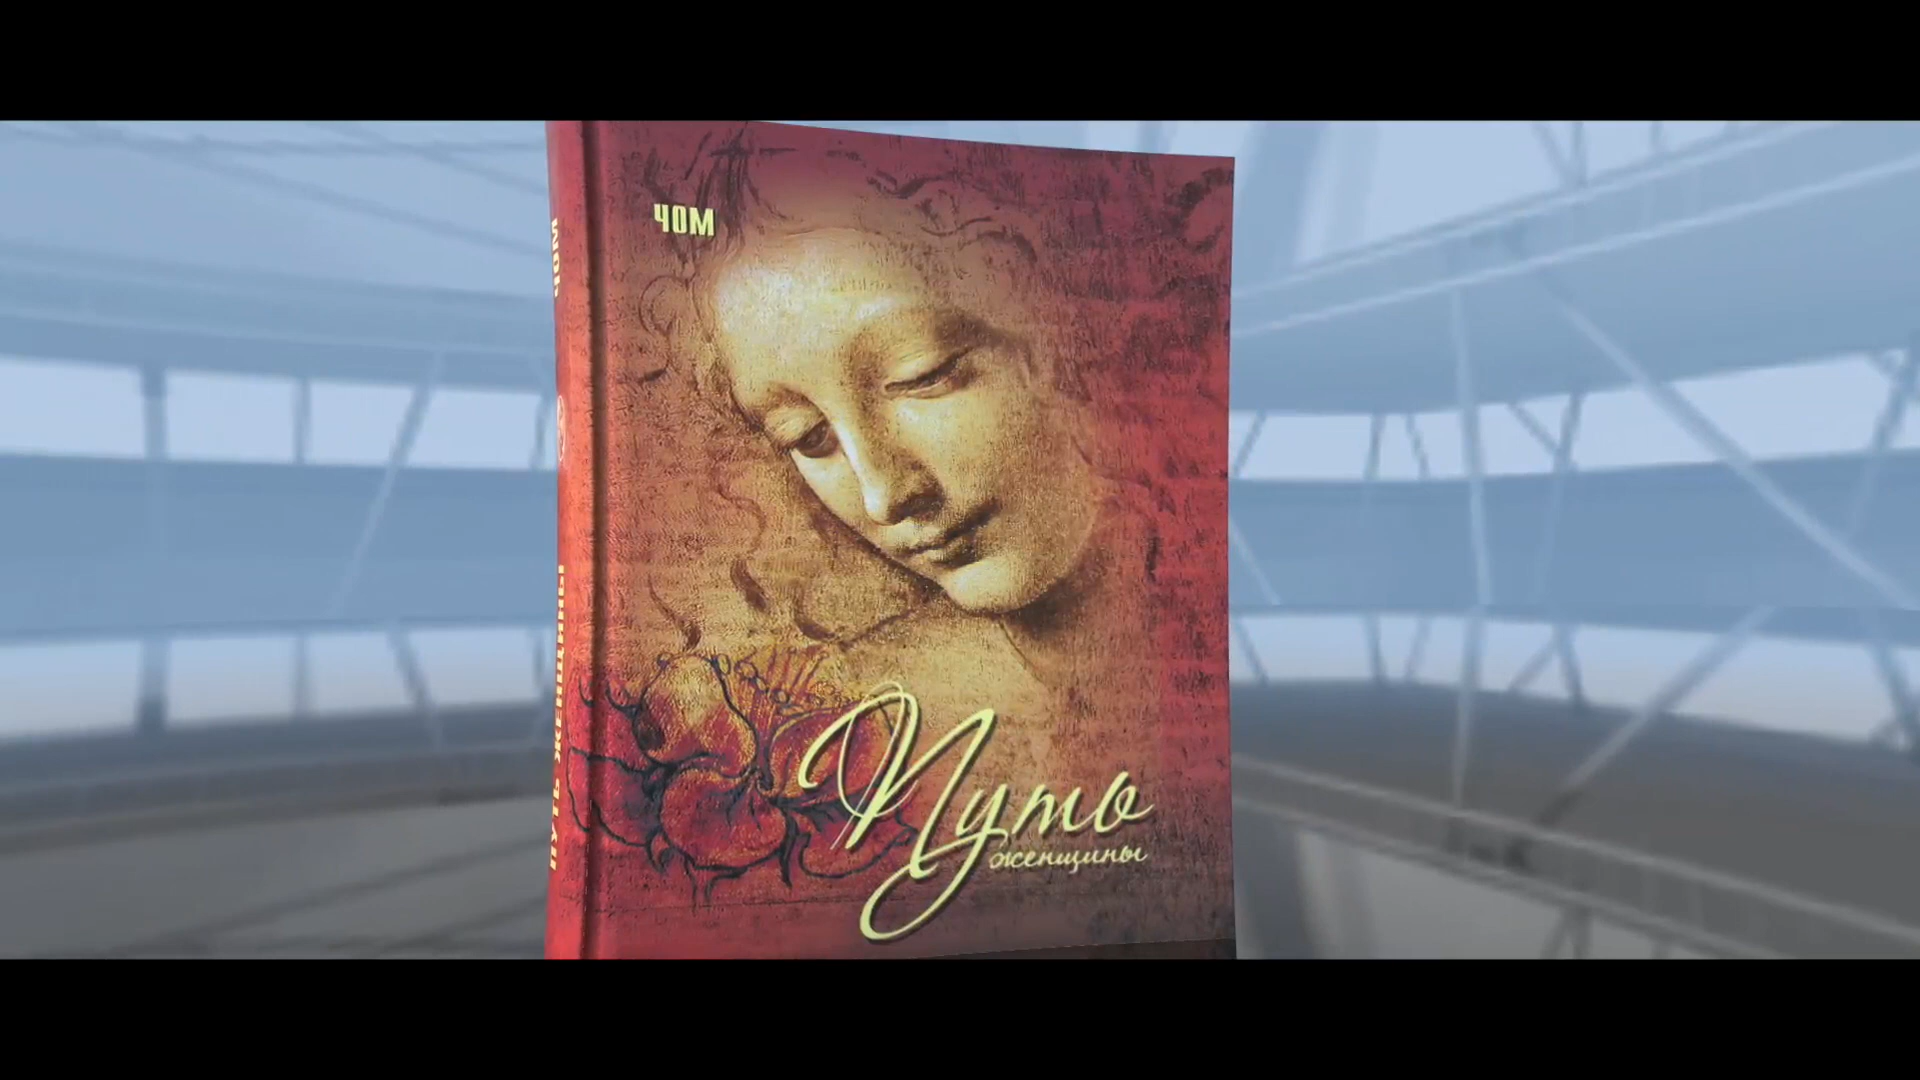 ЧОМ
Путь
женщины
ЧОМ
ПУТЬ ЖЕНЩИНЫ